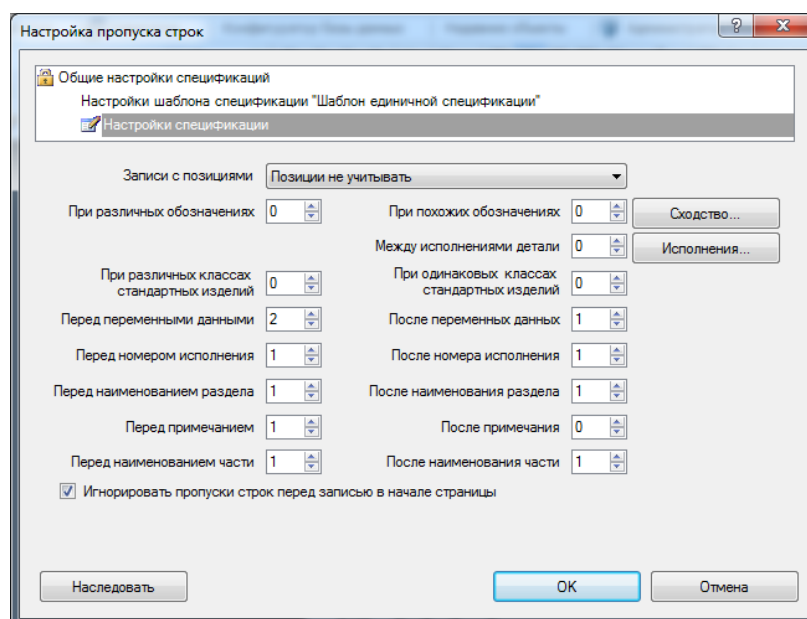 Настройка пропуска строк
Общие настройки спецификаций
Настройки шаблона спецификации "Шаблон единичной спецификации"
Настройки спецификации
Записи с позициями Позиции не учитывать
При различных обозначениях 0 При похожих обозначениях 0 Сходство...
Между исполнениями детали 0 Исполнения...
При различных классах стандартных изделий 0 При одинаковых классах стандартных изделий 0
Перед переменными данными 2 После переменных данных 1
Перед номером исполнения 1 После номера исполнения 1
Перед наименованием раздела 1 После наименования раздела 1
Перед примечанием 1 После примечания 0
Перед наименованием части 1 После наименования части 1
Игнорировать пропуски строк перед записью в начале страницы
Наследовать OK Отмена